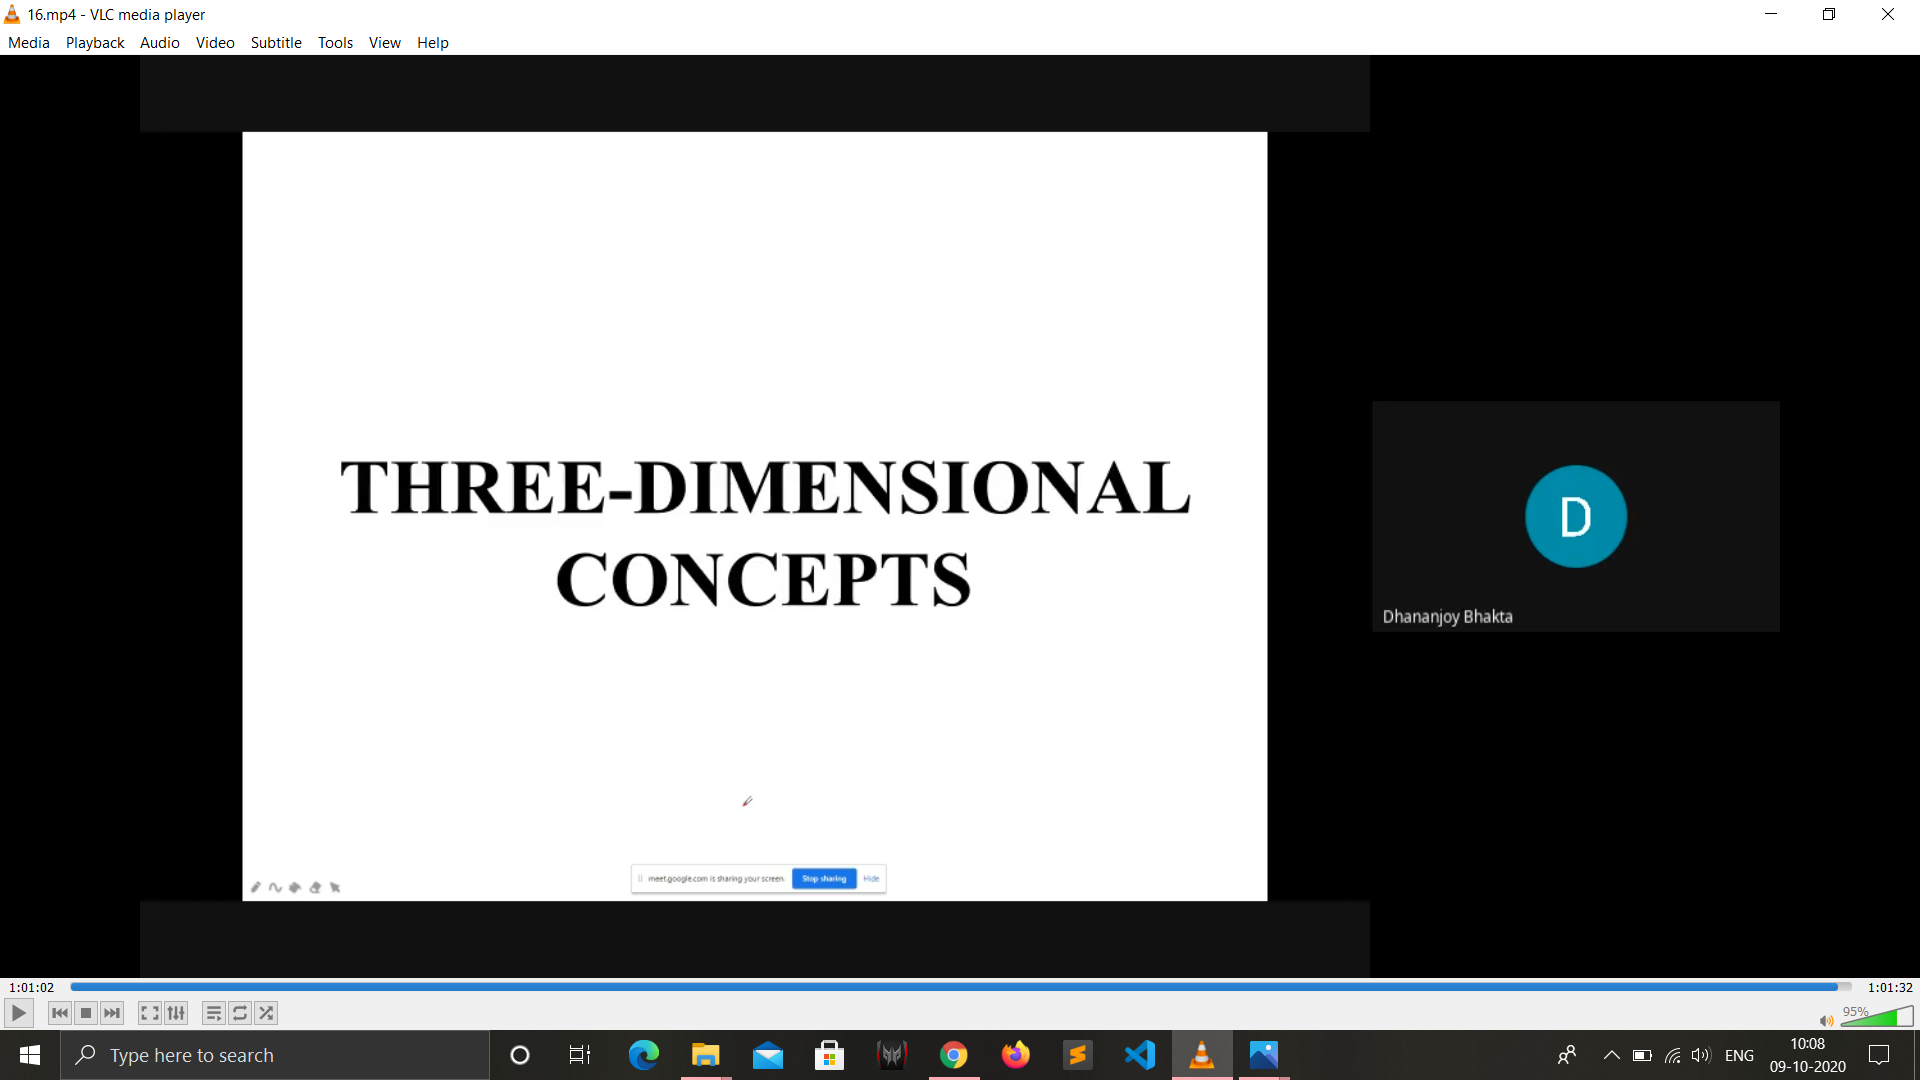 16.mp4 - VLC media player
Media Playback Audio Video Subtitle Tools View Help
THREE-DIMENSIONAL
CONCEPTS
D
Dhananjoy Bhakta
meet.google.com is sharing your screen. Stop sharing Hide
1:01:02 1:01:32
95%
Type here to search
ENG
10:08
09-10-2020